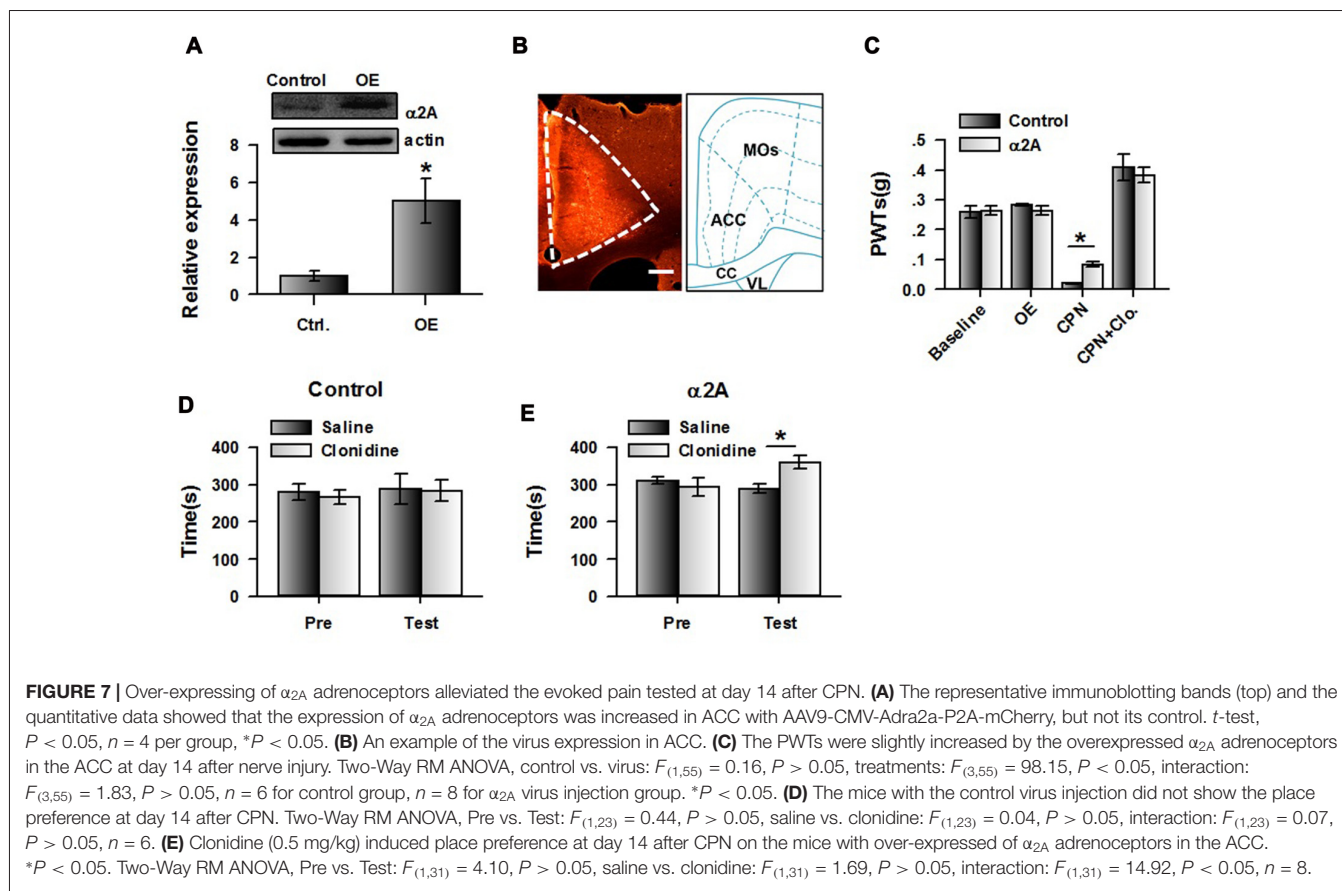 A
Control OE
α2A
actin
Relative expression
8
6
4
2
0
*
Ctrl. OE
B
MOs
ACC
CC
VL
C
Control
α2A
PWTs(g)
.5
.4
.3
.2
.1
0.0
*
Baseline OE CPN CPN+Clo.
D
Control
Saline
Clonidine
Time(s)
400
300
200
100
0
Pre Test
E
α2A
Saline
Clonidine
Time(s)
400
300
200
100
0
*
Pre Test
FIGURE 7 | Over-expressing of α2A adrenoceptors alleviated the evoked pain tested at day 14 after CPN. (A) The representative immunoblotting bands (top) and the
quantitative data showed that the expression of α2A adrenoceptors was increased in ACC with AAV9-CMV-Adra2a-P2A-mCherry, but not its control. t-test,
P < 0.05, n = 4 per group, *P < 0.05. (B) An example of the virus expression in ACC. (C) The PWTs were slightly increased by the overexpressed α2A adrenoceptors
in the ACC at day 14 after nerve injury. Two-Way RM ANOVA, control vs. virus: F(1,55) = 0.16, P > 0.05, treatments: F(3,55) = 98.15, P < 0.05, interaction:
F(3,55) = 1.83, P > 0.05, n = 6 for control group, n = 8 for α2A virus injection group. *P < 0.05. (D) The mice with the control virus injection did not show the place
preference at day 14 after CPN. Two-Way RM ANOVA, Pre vs. Test: F(1,23) = 0.44, P > 0.05, saline vs. clonidine: F(1,23) = 0.04, P > 0.05, interaction: F(1,23) = 0.07,
P > 0.05, n = 6. (E) Clonidine (0.5 mg/kg) induced place preference at day 14 after CPN on the mice with over-expressed of α2A adrenoceptors in the ACC.
*P < 0.05. Two-Way RM ANOVA, Pre vs. Test: F(1,31) = 4.10, P > 0.05, saline vs. clonidine: F(1,31) = 1.69, P > 0.05, interaction: F(1,31) = 14.92, P < 0.05, n = 8.